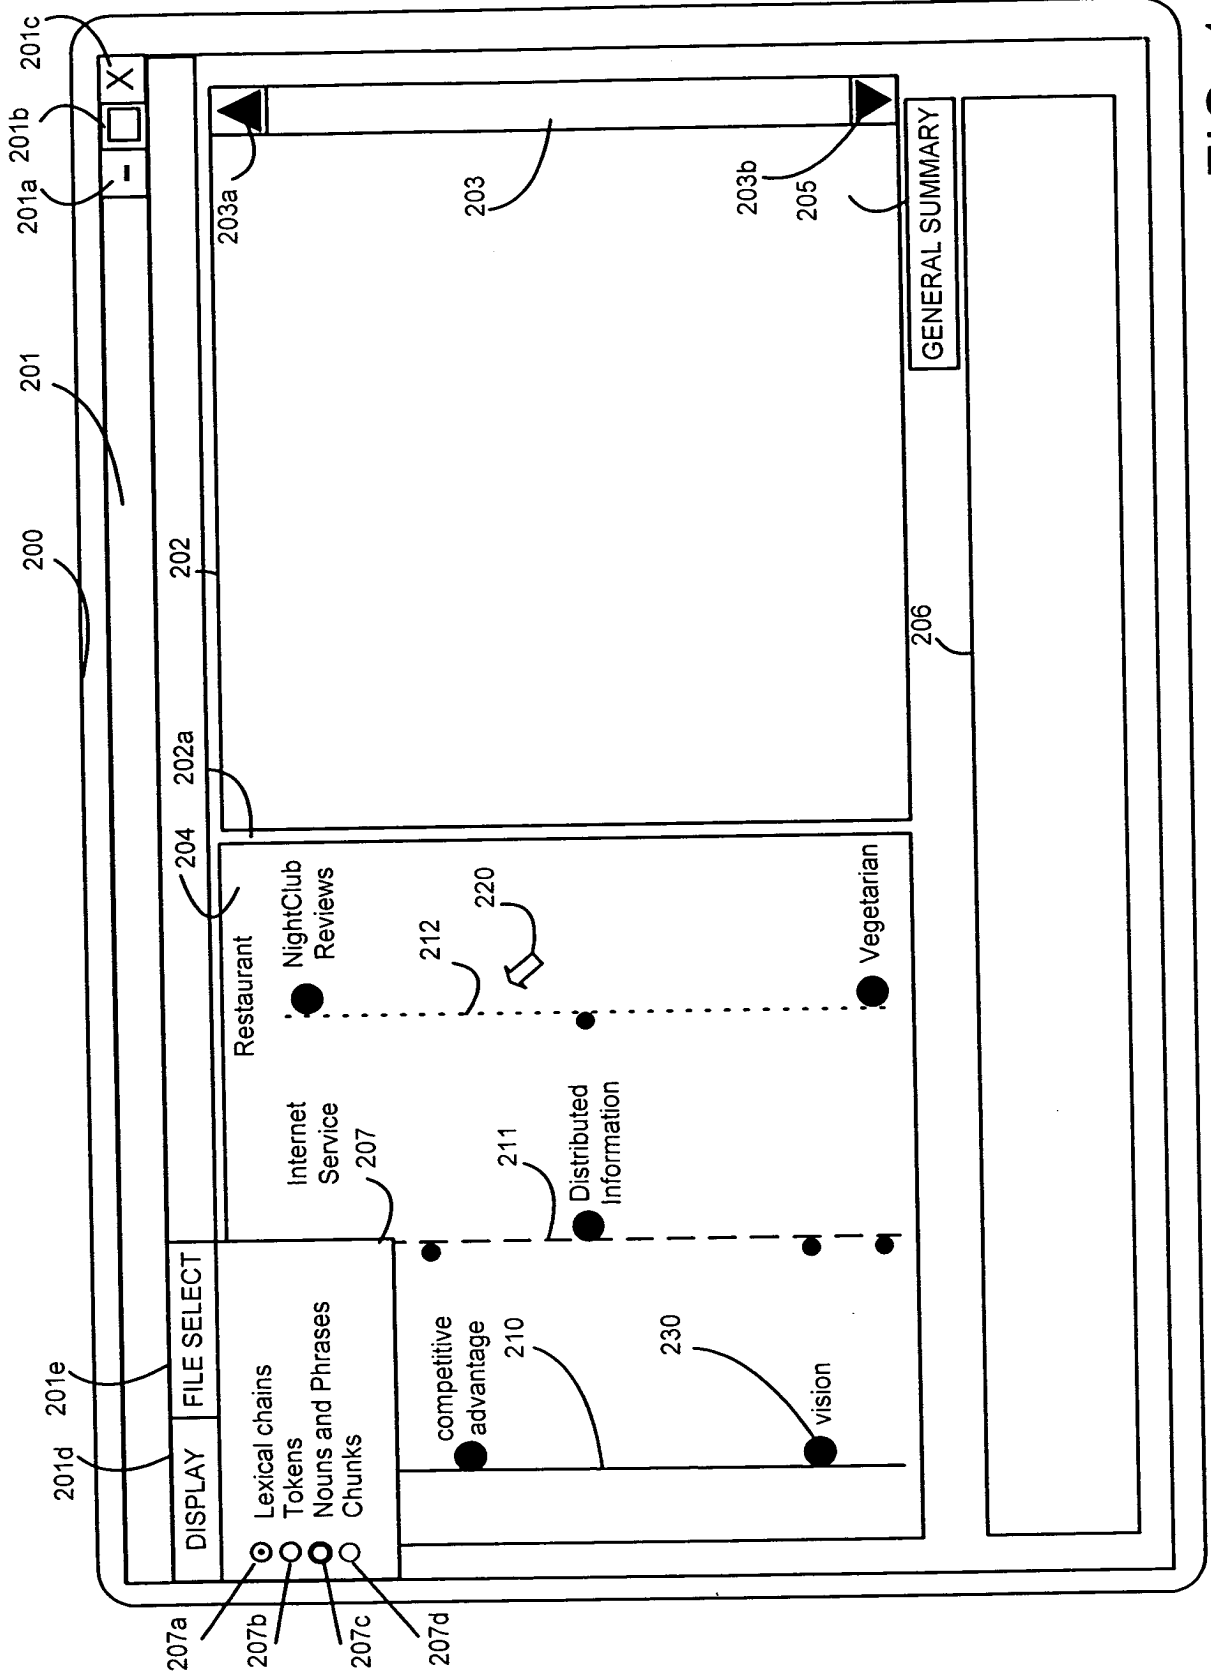 200
201
201a
201b
201c
201d
201e
DISPLAY
FILE SELECT
202
202a
204
203a
203
203b
205
GENERAL SUMMARY
206
207
207a
207b
207c
207d
Lexical chains
Tokens
Nouns and Phrases
Chunks
Restaurant
Internet
Service
NightClub
Reviews
212
220
211
Distributed
Information
competitive
advantage
210
230
vision
Vegetarian